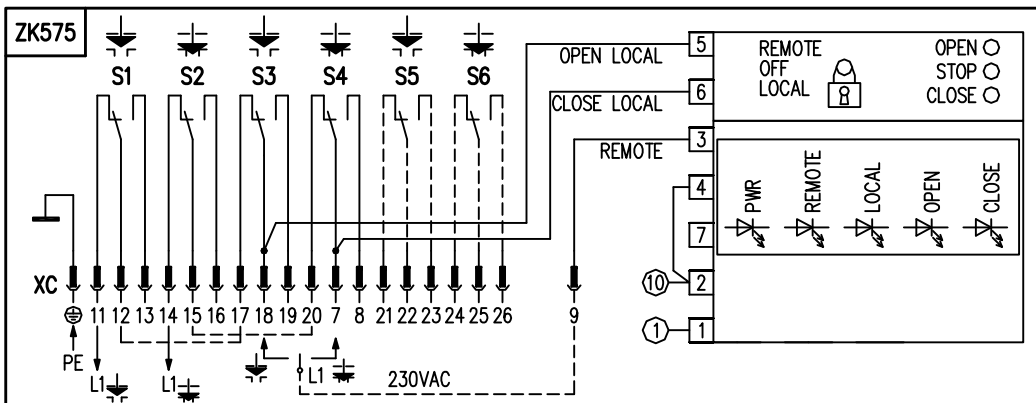 ZK575
S1 S2 S3 S4 S5 S6
OPEN LOCAL
CLOSE LOCAL
REMOTE
5
6
3
4
7
2
1
10
1
REMOTE
OFF
LOCAL
OPEN
STOP
CLOSE
PWR
REMOTE
LOCAL
OPEN
CLOSE
XC
11 12 13 14 15 16 17 18 19 20 7 8 21 22 23 24 25 26 9
PE
L1
L1
L1
230VAC